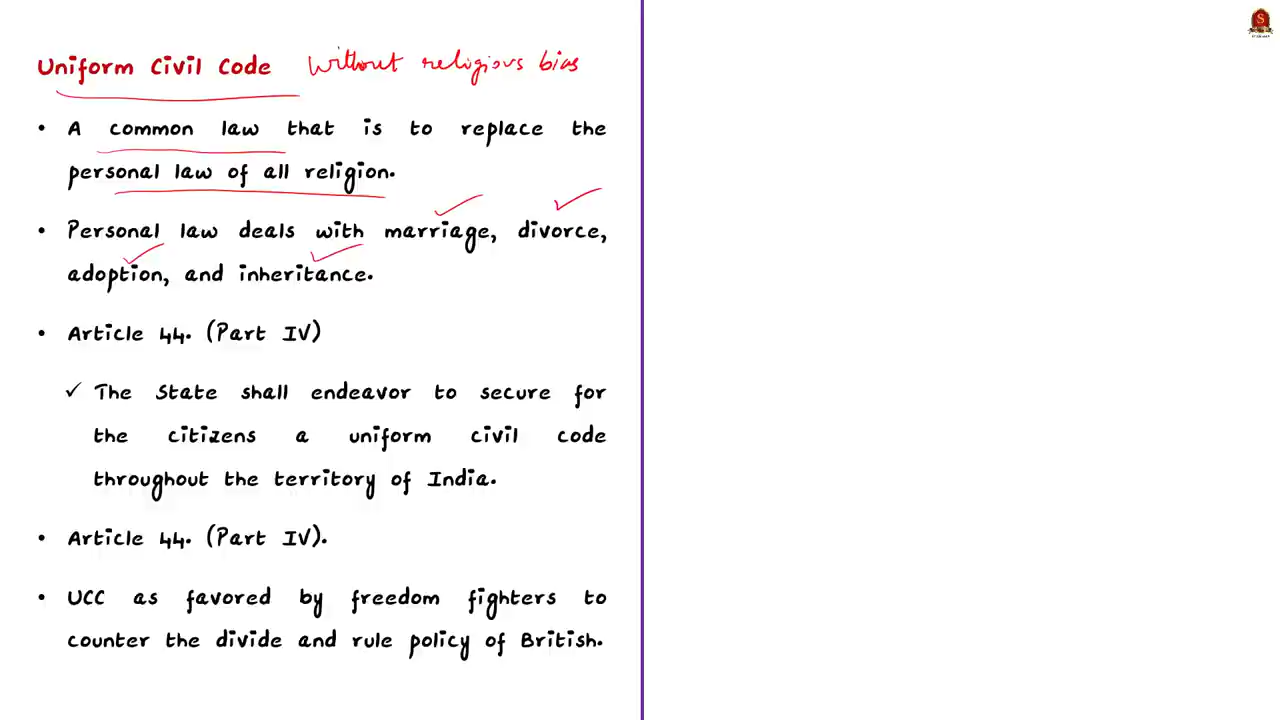 Uniform Civil Code without religious bias
• A common law that is to replace the
personal law of all religion.
• Personal law deals with marriage, divorce,
adoption, and inheritance.
• Article 44. (Part IV)
✓ The State shall endeavor to secure for
the citizens a uniform civil code
throughout the territory of India.
• Article 44. (Part IV).
• UCC as favored by freedom fighters to
counter the divide and rule policy of British.